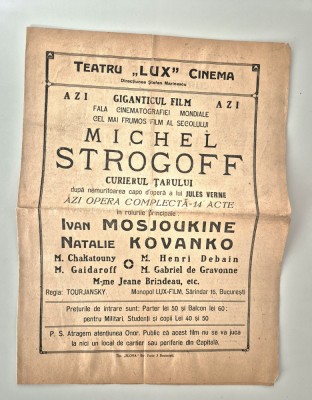 TEATRU „LUX” CINEMA
Direcțiunea Ștefan Marinescu
AZI GIGANTICUL FILM AZI
FALA CINEMATOGRAFIEI MONDIALE
CEL MAI FRUMOS FILM AL SECOLULUI
MICHEL
STROGOFF
CURIERUL ȚARULUI
după nemuritoarea capo d'operă a lui JULES VERNE
AZI OPERA COMPLECTĂ-14 ACTE
în rolurile principale
IVAN MOSJOUKINE
NATALIE KOVANKO
M. Chakatouny M. Henri Debain
M. Gaidaroff M. Gabriel de Gravonne
M-me Jeane Brindeau, etc.
Regia: TOURJANSKY. Monopol LUX-FILM, Sărindar 16, București
Prețurile de intrare sunt: Parter lei 50 și Balcon lei 60;
pentru Militari, Studenți și copii Lei 40 și 50
P. S. Atragem atențiunea Onor. Public că acest film nu se va juca
la nici un local de cartier sau periferie din Capitală.